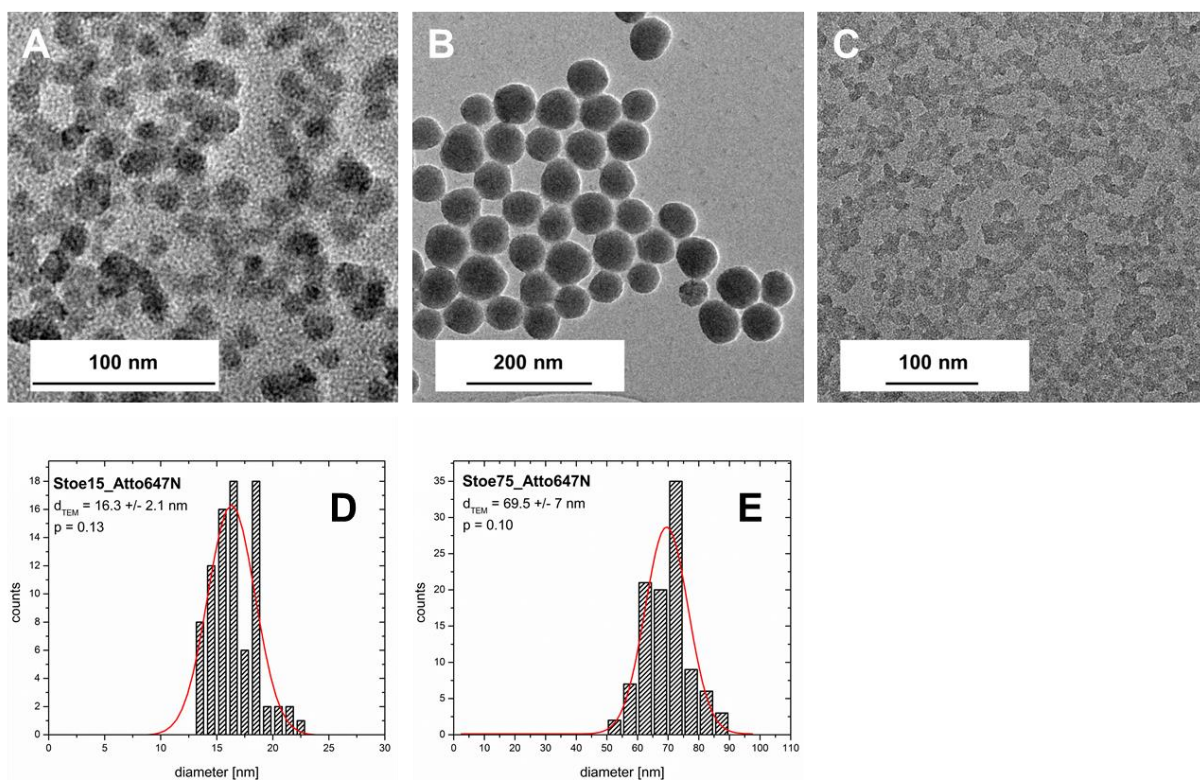 A
B
C
100 nm
200 nm
100 nm
Stoe15_Atto647N
d_TEM = 16.3 +/- 2.1 nm
p = 0.13
D
18
16
14
12
10
8
6
4
2
0
counts
0 5 10 15 20 25 30
diameter [nm]
Stoe75_Atto647N
d_TEM = 69.5 +/- 7 nm
p = 0.10
E
35
30
25
20
15
10
5
0
counts
0 10 20 30 40 50 60 70 80 90 100 110
diameter [nm]